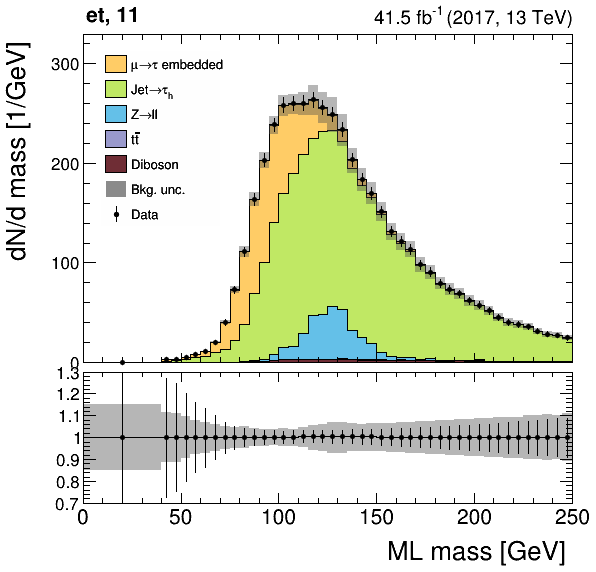 et, 11
41.5 fb⁻¹ (2017, 13 TeV)
dN/d mass [1/GeV]
300
200
100
0
μ→τ embedded
Jet→τₕ
Z→ll
tt̄
Diboson
Bkg. unc.
Data
1.3
1.2
1.1
1
0.9
0.8
0.7
0 50 100 150 200 250
ML mass [GeV]